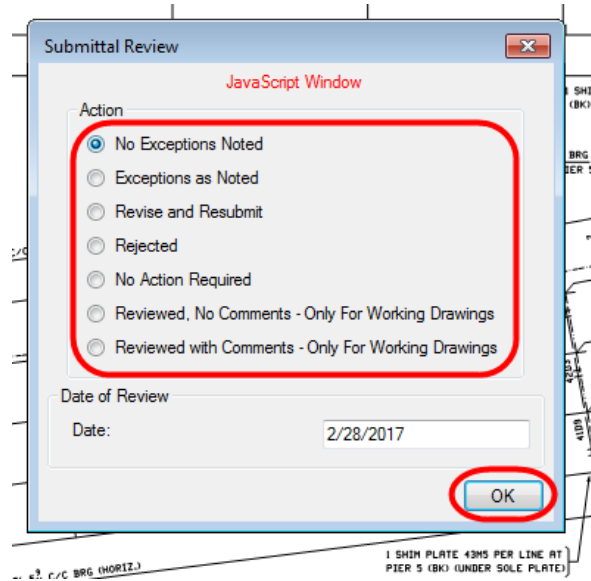 Submittal Review
JavaScript Window
Action
No Exceptions Noted
Exceptions as Noted
Revise and Resubmit
Rejected
No Action Required
Reviewed, No Comments - Only For Working Drawings
Reviewed with Comments - Only For Working Drawings
Date of Review
Date:
2/28/2017
OK
(BK)
BRG
4203
4109
C/C BRG (HORIZ.)
1 SHIM PLATE 43M5 PER LINE AT
PIER 5 (BK) (UNDER SOLE PLATE)